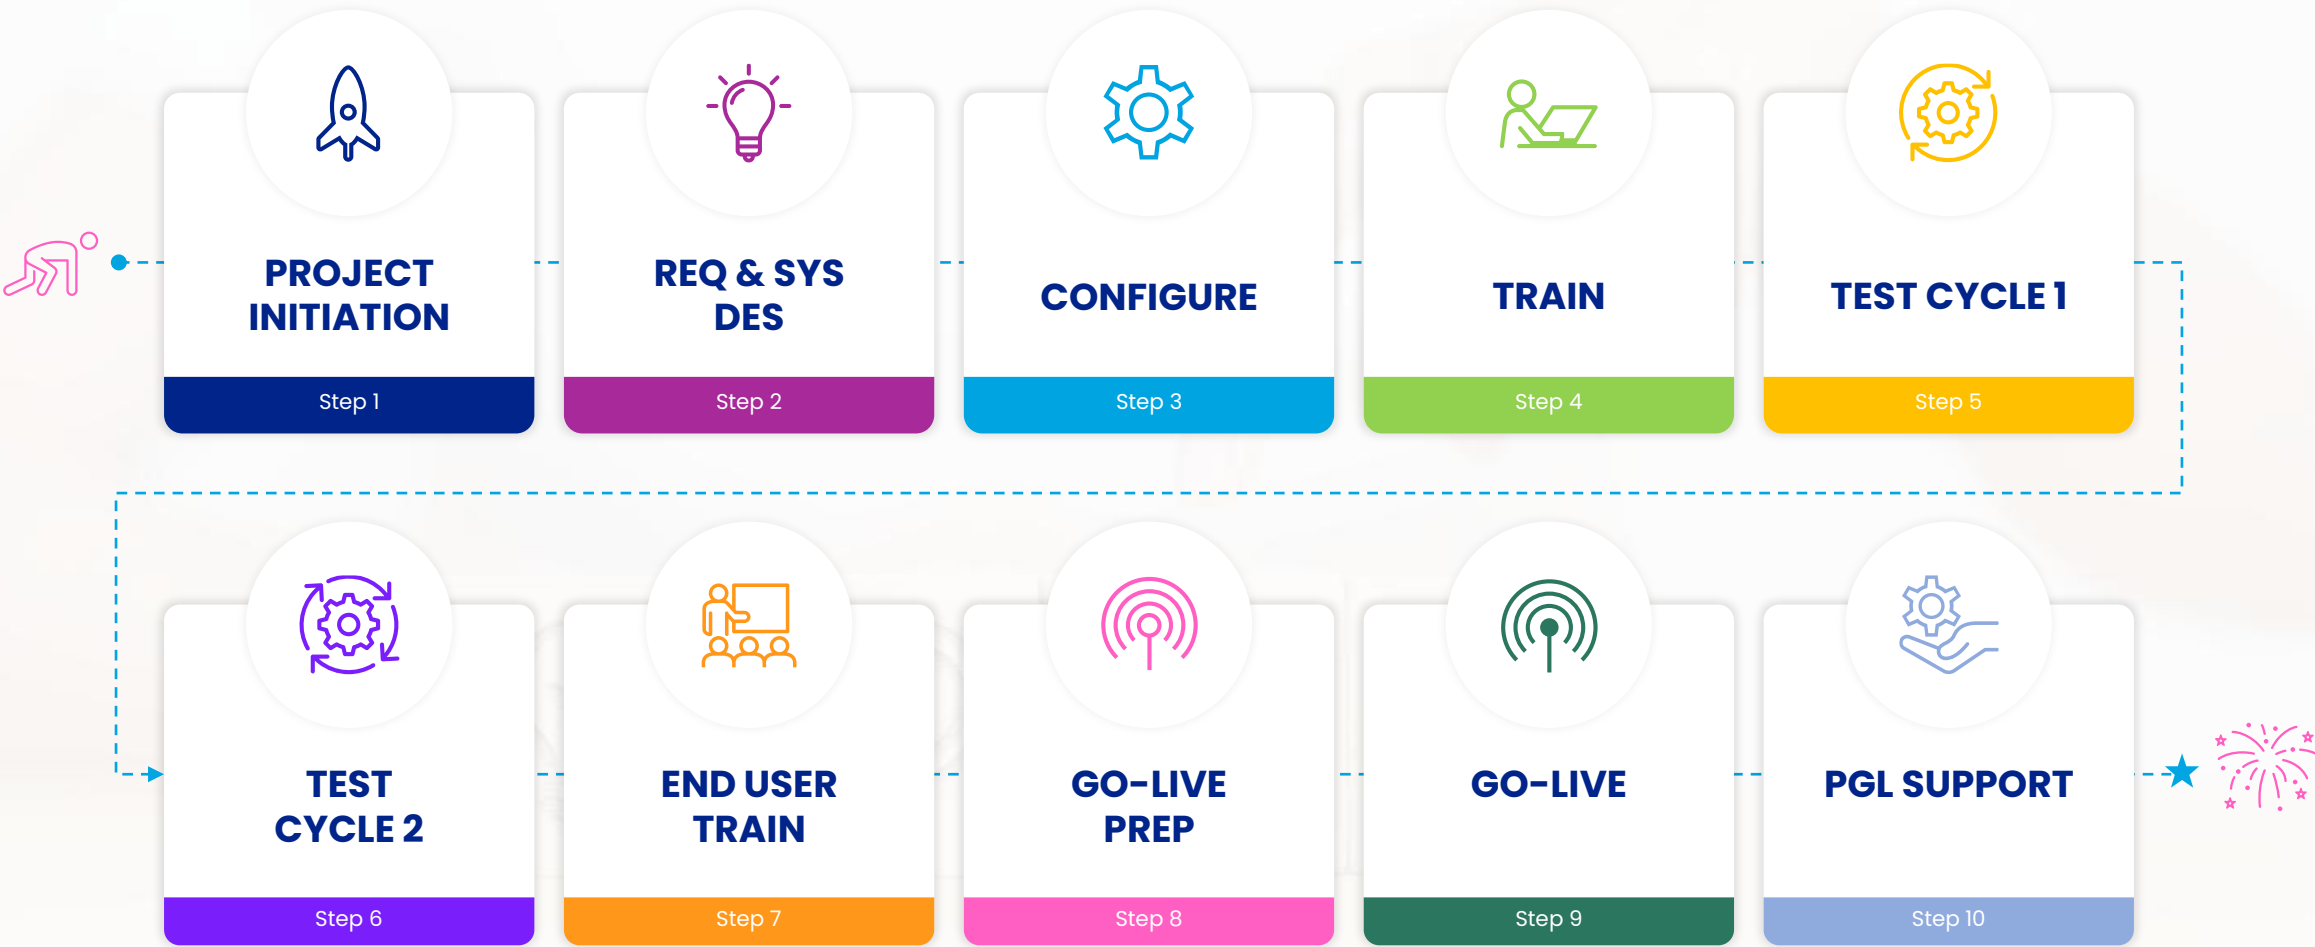 PROJECT
INITIATION
Step 1
REQ & SYS
DES
Step 2
CONFIGURE
Step 3
TRAIN
Step 4
TEST CYCLE 1
Step 5
TEST
CYCLE 2
Step 6
END USER
TRAIN
Step 7
GO-LIVE
PREP
Step 8
GO-LIVE
Step 9
PGL SUPPORT
Step 10